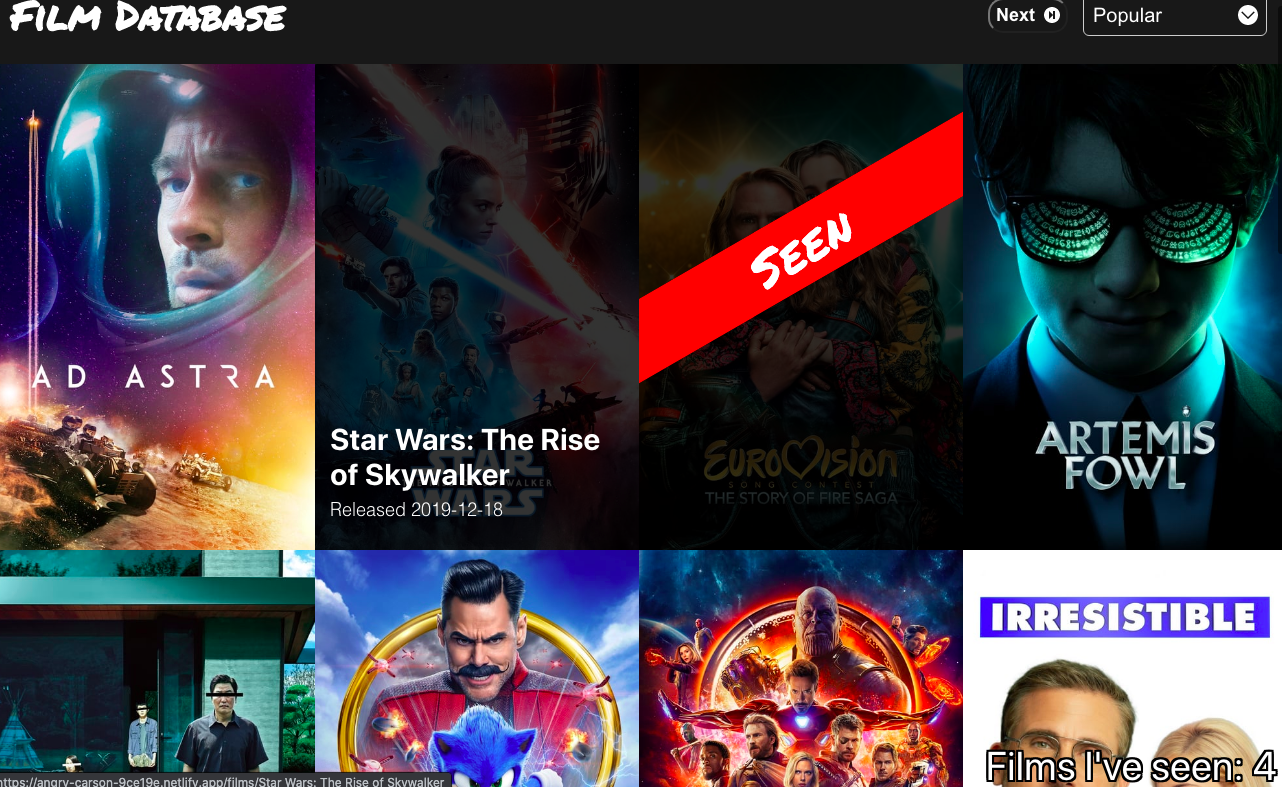 Film Database
Next
Popular
AD ASTRA
Star Wars: The Rise
of Skywalker
Released 2019-12-18
STAR
WARS
Seen
EUROVISION
SONG CONTEST
THE STORY OF FIRE SAGA
ARTEMIS
FOWL
IRRESISTIBLE
Films I've seen: 4
https://angry-carson-9ce19e.netlify.app/films/Star Wars: The Rise of Skywalker